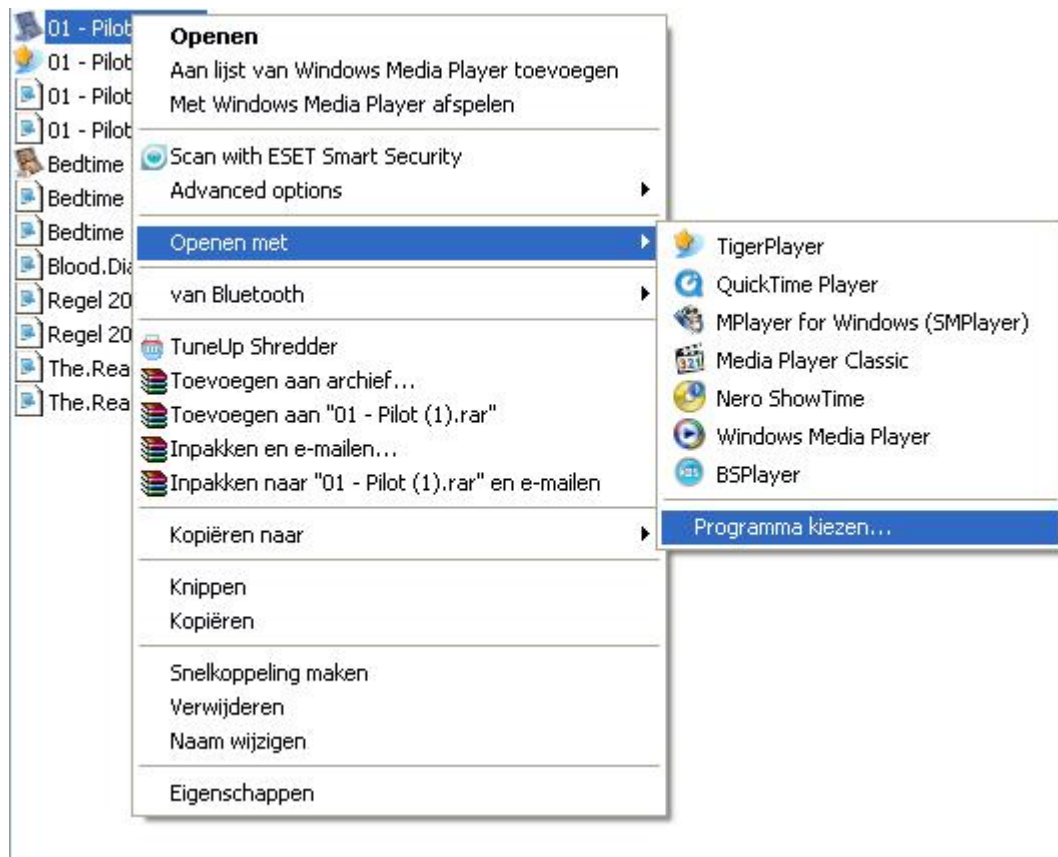 01 - Pilot
01 - Pilot
01 - Pilot
01 - Pilot
Bedtime
Bedtime
Bedtime
Blood.Dia
Regel 20
Regel 20
The.Rea
The.Rea
Openen
Aan lijst van Windows Media Player toevoegen
Met Windows Media Player afspelen
Scan with ESET Smart Security
Advanced options
Openen met
van Bluetooth
TuneUp Shredder
Toevoegen aan archief...
Toevoegen aan "01 - Pilot (1).rar"
Inpakken en e-mailen...
Inpakken naar "01 - Pilot (1).rar" en e-mailen
Kopiëren naar
Knippen
Kopiëren
Snelkoppeling maken
Verwijderen
Naam wijzigen
Eigenschappen
TigerPlayer
QuickTime Player
MPlayer for Windows (SMPlayer)
Media Player Classic
Nero ShowTime
Windows Media Player
BSPlayer
Programma kiezen...